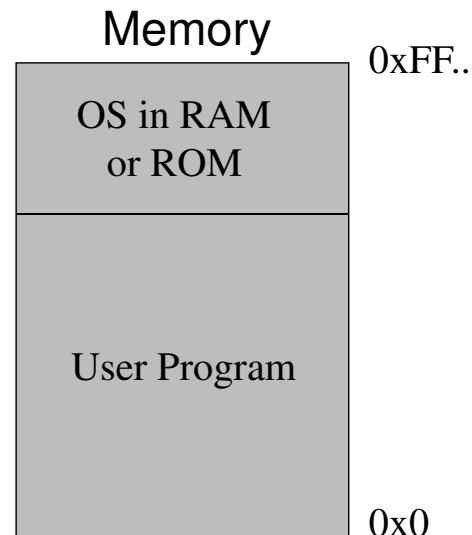 Memory
0xFF..
OS in RAM
or ROM
User Program
0x0